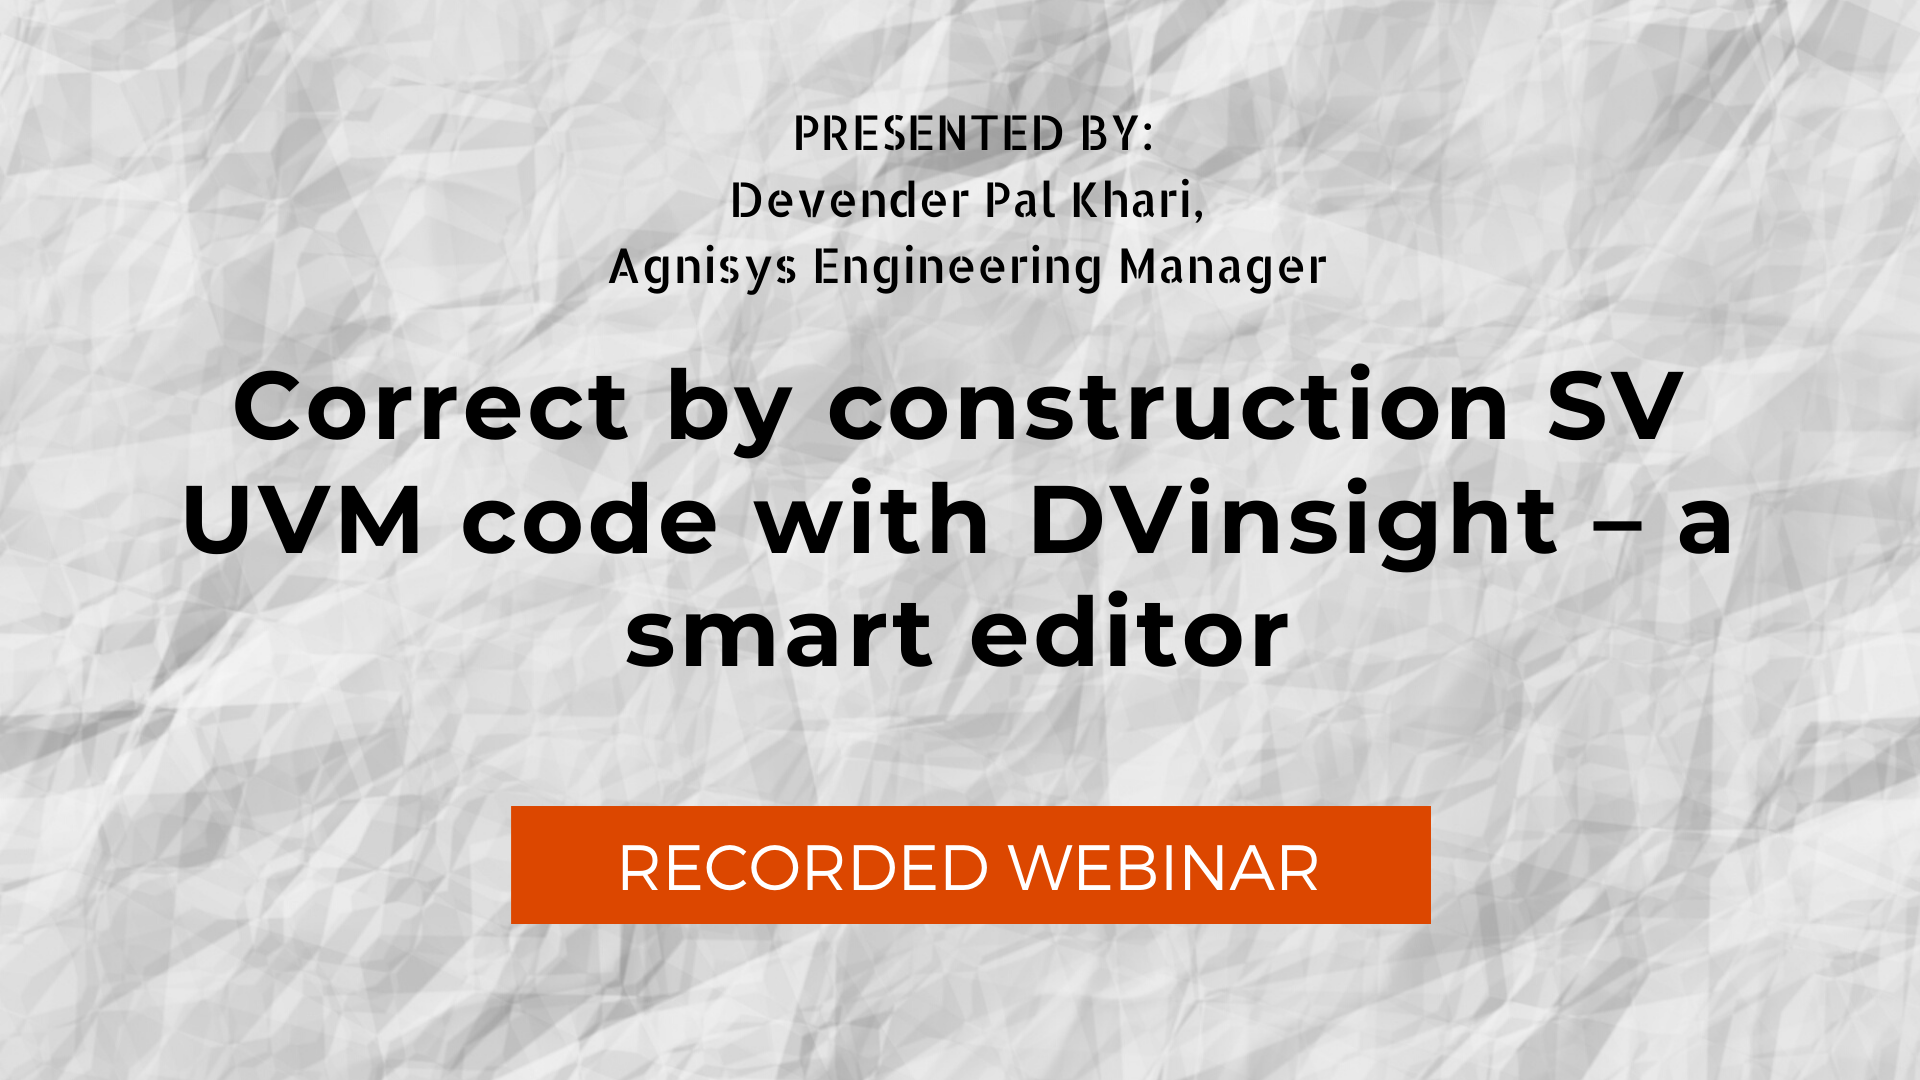 PRESENTED BY:
Devender Pal Khari,
Agnisys Engineering Manager
Correct by construction SV
UVM code with DVinsight – a
smart editor
RECORDED WEBINAR